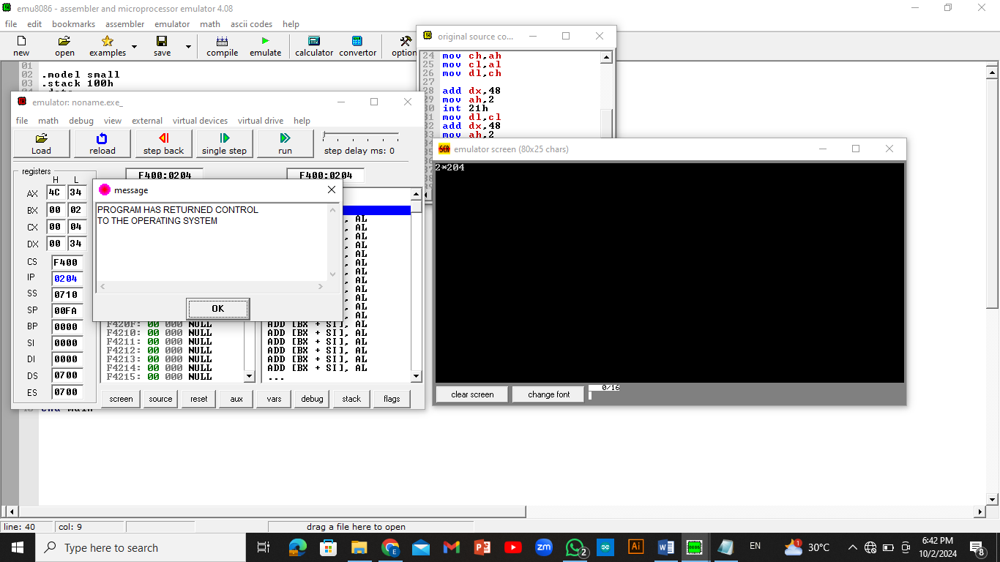 emu8086 - assembler and microprocessor emulator 4.08
file edit bookmarks assembler emulator math ascii codes help
new open examples save compile emulate calculator convertor option
01
02 .model small
03 .stack 100h
original source co...
24 mov ch,ah
25 mov cl,al
26 mov dl,ch
27
28 add dx,48
29 mov ah,2
30 int 21h
31 mov dl,cl
32 add dx,48
33 mov ah,2
emulator: noname.exe_
file math debug view external virtual devices virtual drive help
Load reload step back single step run step delay ms: 0
registers
H L
F400:0204 F400:0204
AX 4C 34
BX 00 02
CX 00 04
DX 00 34
CS F400
IP 0204
SS 0710
SP 00FA
BP 0000
SI 0000
DI 0000
DS 0700
ES 0700
message
PROGRAM HAS RETURNED CONTROL
TO THE OPERATING SYSTEM
OK
, AL
, AL
, AL
, AL
, AL
, AL
, AL
, AL
, AL
, AL
, AL
, AL
F420F: 00 000 NULL ADD [BX + SI], AL
F4210: 00 000 NULL ADD [BX + SI], AL
F4211: 00 000 NULL ADD [BX + SI], AL
F4212: 00 000 NULL ADD [BX + SI], AL
F4213: 00 000 NULL ADD [BX + SI], AL
F4214: 00 000 NULL ADD [BX + SI], AL
F4215: 00 000 NULL ...
screen source reset aux vars debug stack flags
emulator screen (80x25 chars)
2*204
clear screen change font 0/16
line: 40 col: 9 drag a file here to open
Type here to search
EN
30°C
6:42 PM
10/2/2024
8